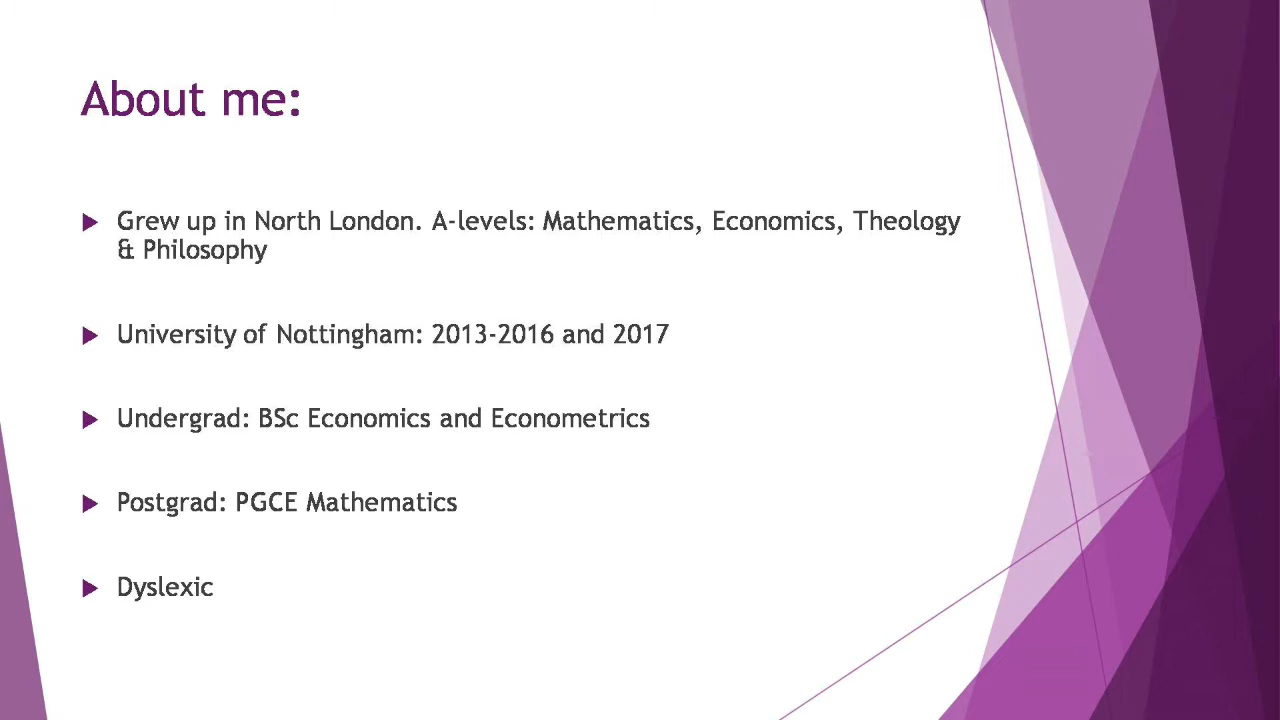 About me:
Grew up in North London. A-levels: Mathematics, Economics, Theology
& Philosophy
University of Nottingham: 2013-2016 and 2017
Undergrad: BSc Economics and Econometrics
Postgrad: PGCE Mathematics
Dyslexic